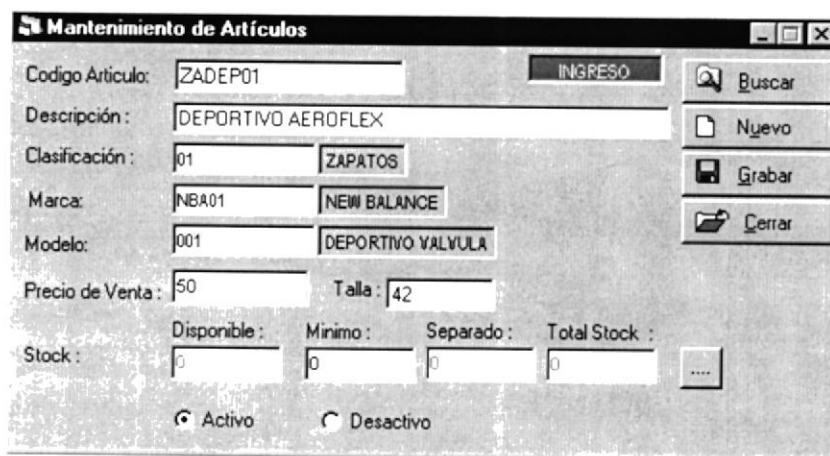 Mantenimiento de Artículos
Codigo Articulo: ZADEP01 INGRESO
Buscar
Descripción : DEPORTIVO AEROFLEX
Nuevo
Clasificación : 01 ZAPATOS
Grabar
Marca: NBA01 NEW BALANCE
Cerrar
Modelo: 001 DEPORTIVO VALVULA
Precio de Venta : 50 Talla : 42
Disponible : Minimo : Separado : Total Stock :
Stock : 0 0 0 0 ....
Activo Desactivo